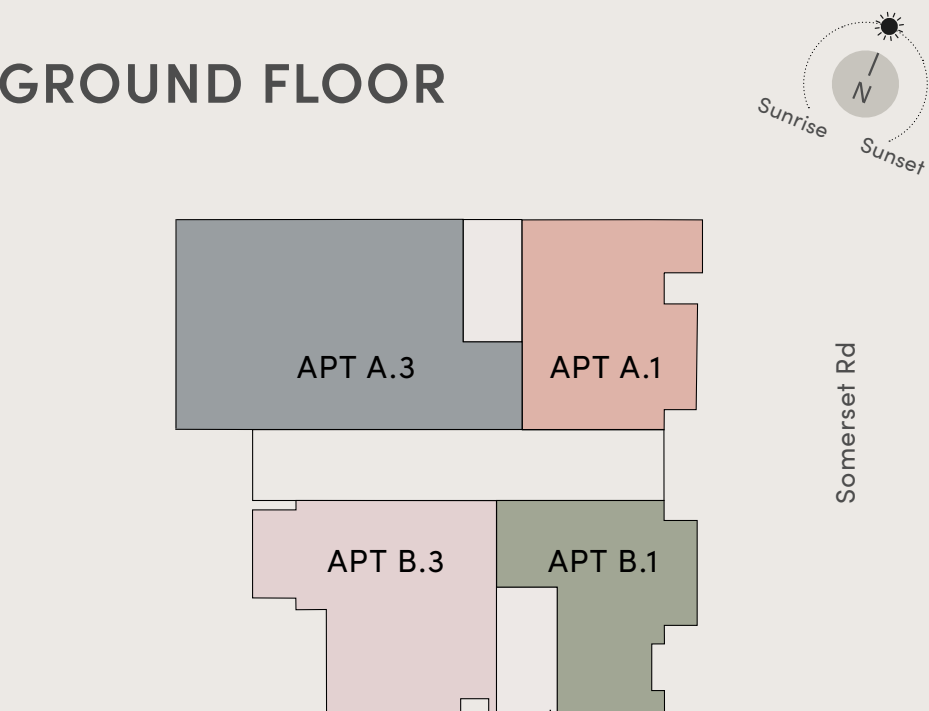 GROUND FLOOR
N
Sunrise
Sunset
APT A.3
APT A.1
Somerset Rd
APT B.3
APT B.1